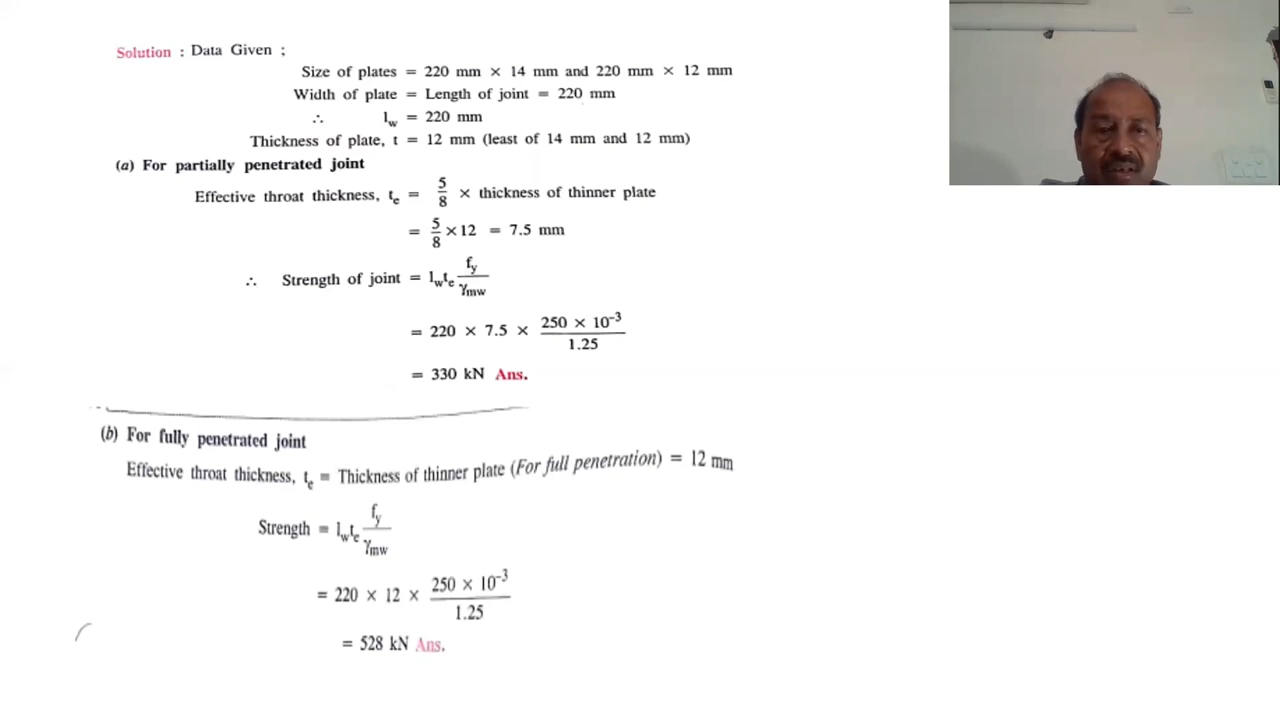 Solution : Data Given ;
Size of plates = 220 mm × 14 mm and 220 mm × 12 mm
Width of plate = Length of joint = 220 mm
∴ l_w = 220 mm
Thickness of plate, t = 12 mm (least of 14 mm and 12 mm)
(a) For partially penetrated joint
Effective throat thickness, t_e = 5/8 × thickness of thinner plate
= 5/8 × 12 = 7.5 mm
∴ Strength of joint = l_w t_e f_y/γ_mw
= 220 × 7.5 × 250 × 10⁻³/1.25
= 330 kN Ans.
(b) For fully penetrated joint
Effective throat thickness, t_e = Thickness of thinner plate (For full penetration) = 12 mm
Strength = l_w t_e f_y/γ_mw
= 220 × 12 × 250 × 10⁻³/1.25
= 528 kN Ans.